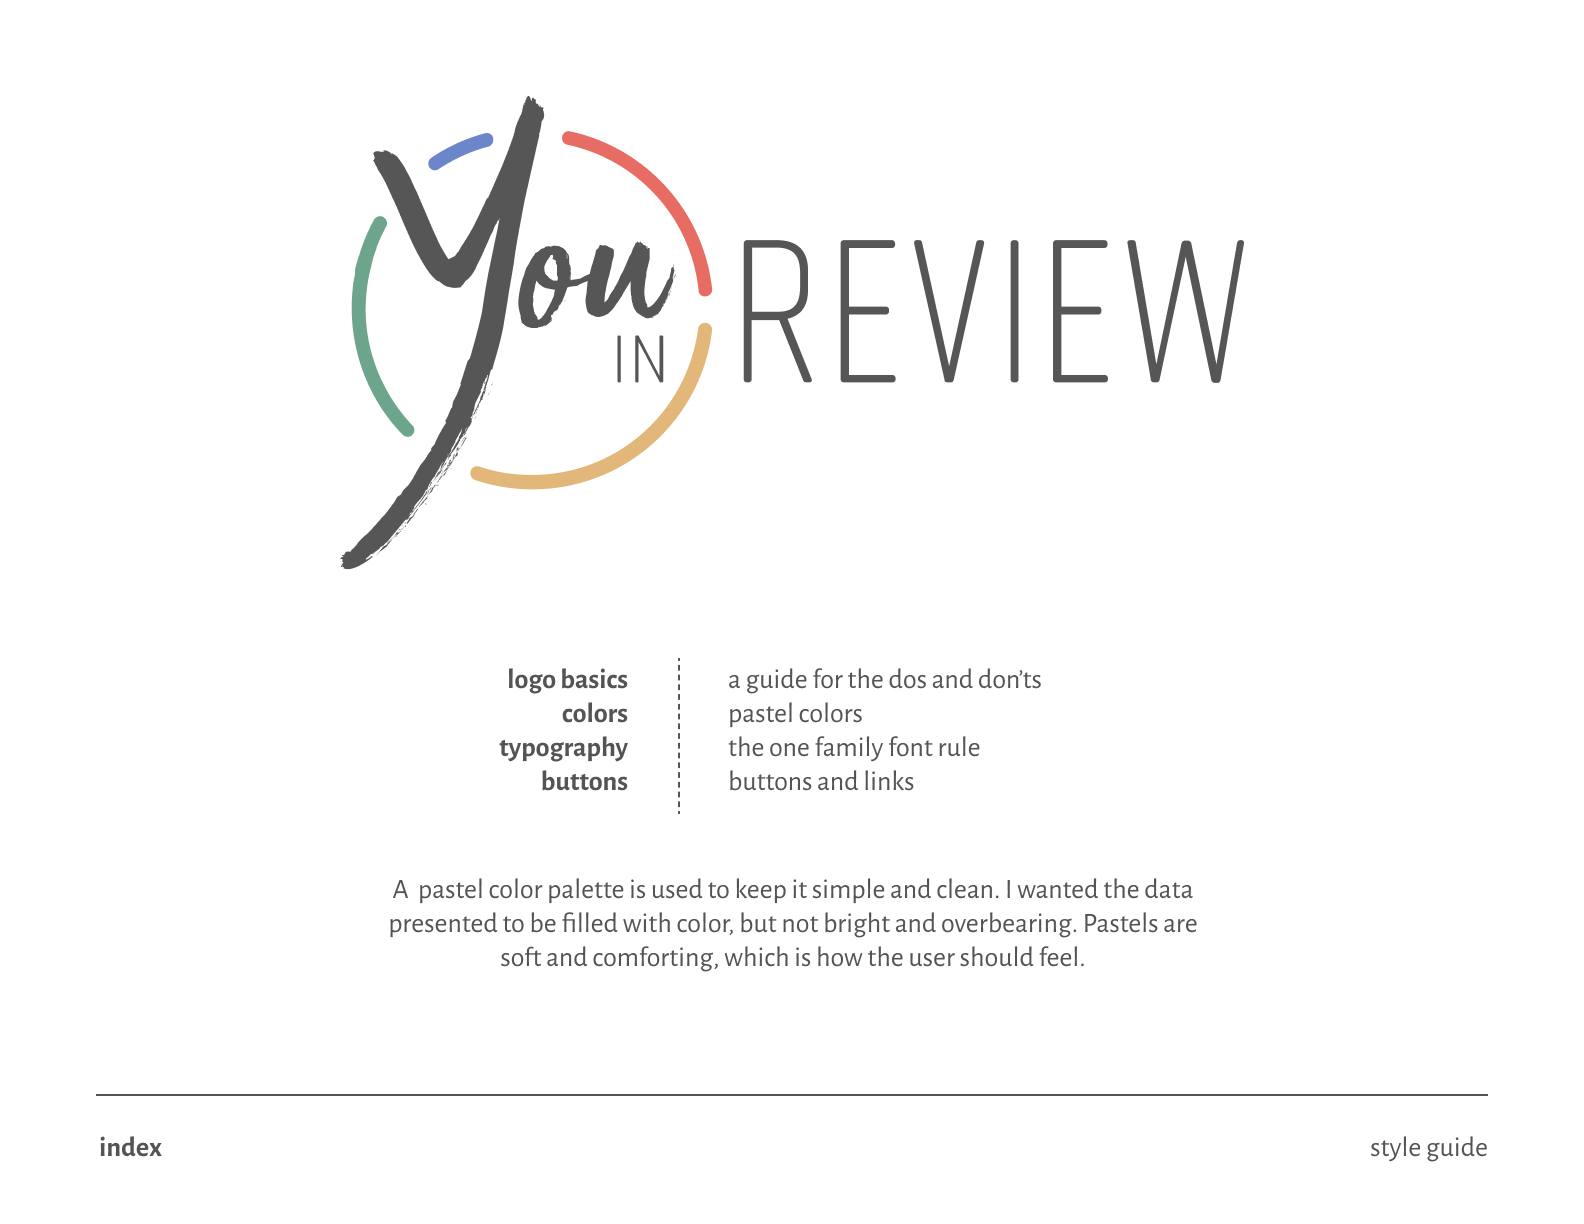 You
IN
REVIEW
logo basics a guide for the dos and don’ts
colors pastel colors
typography the one family font rule
buttons buttons and links
A pastel color palette is used to keep it simple and clean. I wanted the data
presented to be filled with color, but not bright and overbearing. Pastels are
soft and comforting, which is how the user should feel.
index style guide